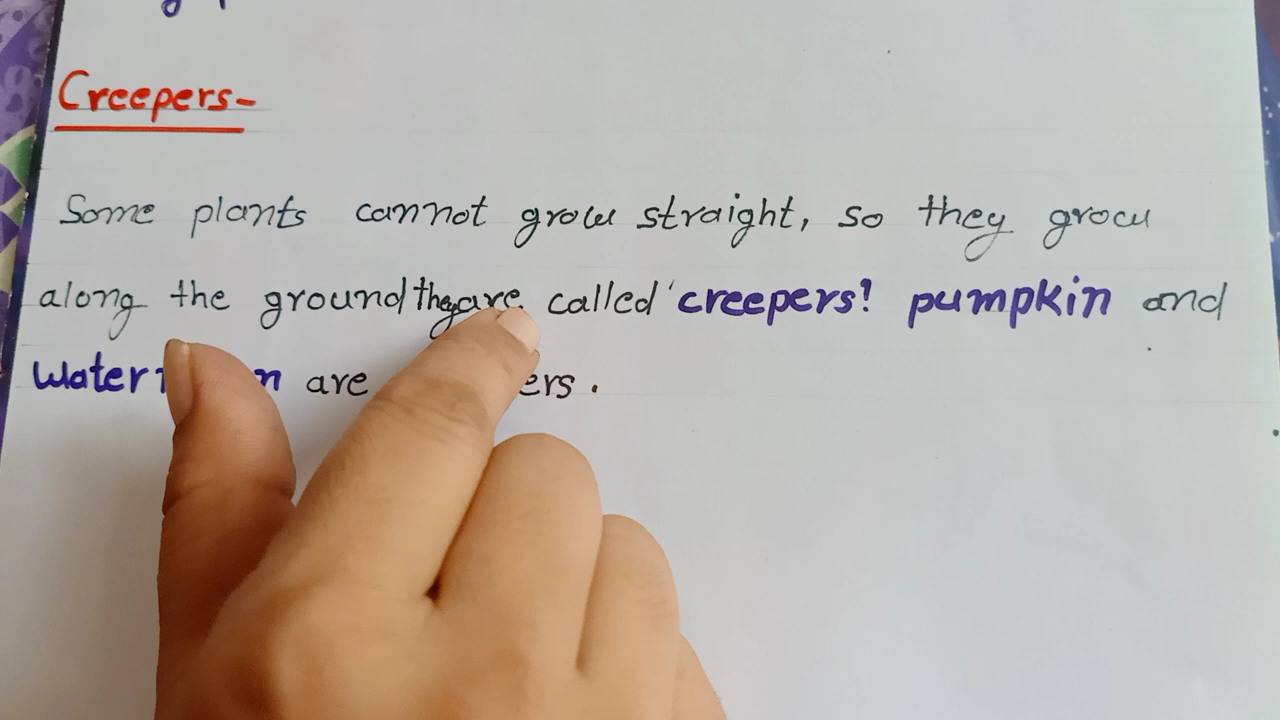 Creepers-
Some plants cannot grow straight, so they grow
along the ground they are called 'creepers! pumpkin and
are